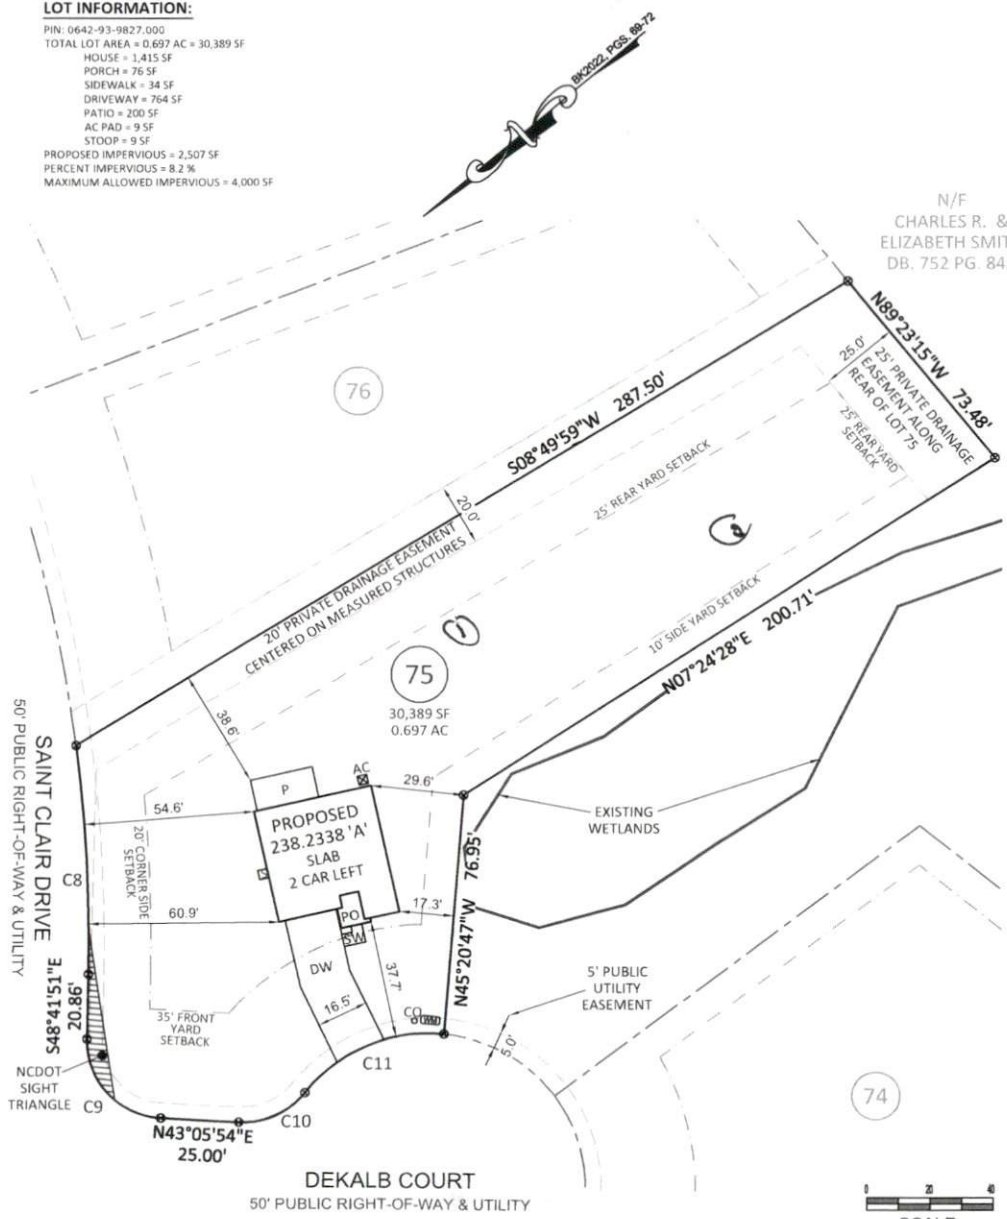 LOT INFORMATION:
PIN: 0642-93-9827.000
TOTAL LOT AREA = 0.697 AC = 30,389 SF
HOUSE = 1,415 SF
PORCH = 76 SF
SIDEWALK = 34 SF
DRIVEWAY = 764 SF
PATIO = 200 SF
AC PAD = 9 SF
STOOP = 9 SF
PROPOSED IMPERVIOUS = 2,507 SF
PERCENT IMPERVIOUS = 8.2 %
MAXIMUM ALLOWED IMPERVIOUS = 4,000 SF
BK2022, PGS. 69-72
N
N/F
CHARLES R. &
ELIZABETH SMIT
DB. 752 PG. 84
N89°23'15"W 73.48'
25.0'
25' PRIVATE DRAINAGE
EASEMENT ALONG
REAR OF LOT 75
25' REAR YARD
SETBACK
76
S08°49'59"W 287.50'
25' REAR YARD SETBACK
20.0'
20' PRIVATE DRAINAGE EASEMENT
CENTERED ON MEASURED STRUCTURES
10' SIDE YARD SETBACK
N07°24'28"E 200.71'
75
30,389 SF
0.697 AC
38.6'
AC
P
29.6'
54.6'
PROPOSED
238.2338 'A'
SLAB
2 CAR LEFT
EXISTING
WETLANDS
SAINT CLAIR DRIVE
50' PUBLIC RIGHT-OF-WAY & UTILITY
C8
20' CORNER SIDE
SETBACK
76.95'
N45°20'47"W
60.9'
17.3'
PO
SW
DW
37.7'
16.5'
S48°41'51"E
20.86'
35' FRONT
YARD
SETBACK
CO
WM
5' PUBLIC
UTILITY
EASEMENT
5.0'
NCDOT
SIGHT
TRIANGLE
C9
C10
C11
N43°05'54"E
25.00'
74
DEKALB COURT
50' PUBLIC RIGHT-OF-WAY & UTILITY
0 20 40